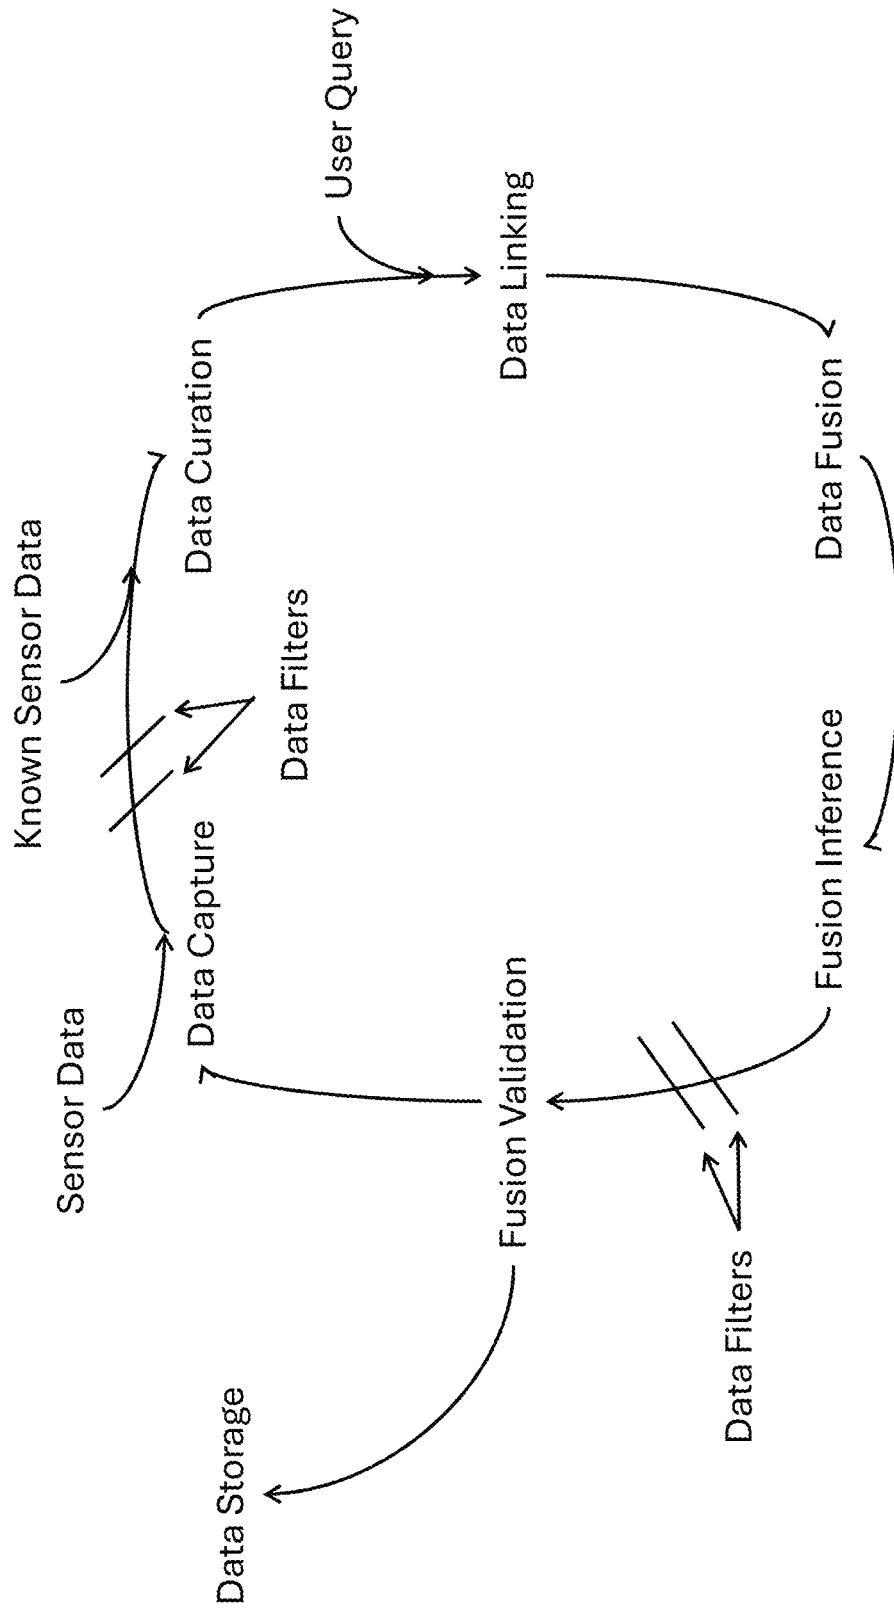 Known Sensor Data
Sensor Data
Data Capture
Data Curation
Data Filters
User Query
Data Linking
Fusion Validation
Data Storage
Data Filters
Fusion Inference
Data Fusion